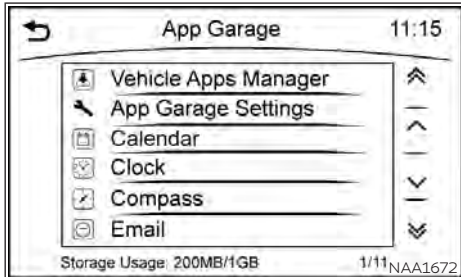 App Garage 11:15
Vehicle Apps Manager
App Garage Settings
Calendar
Clock
Compass
Email
Storage Usage: 200MB/1GB 1/11
NAA1672